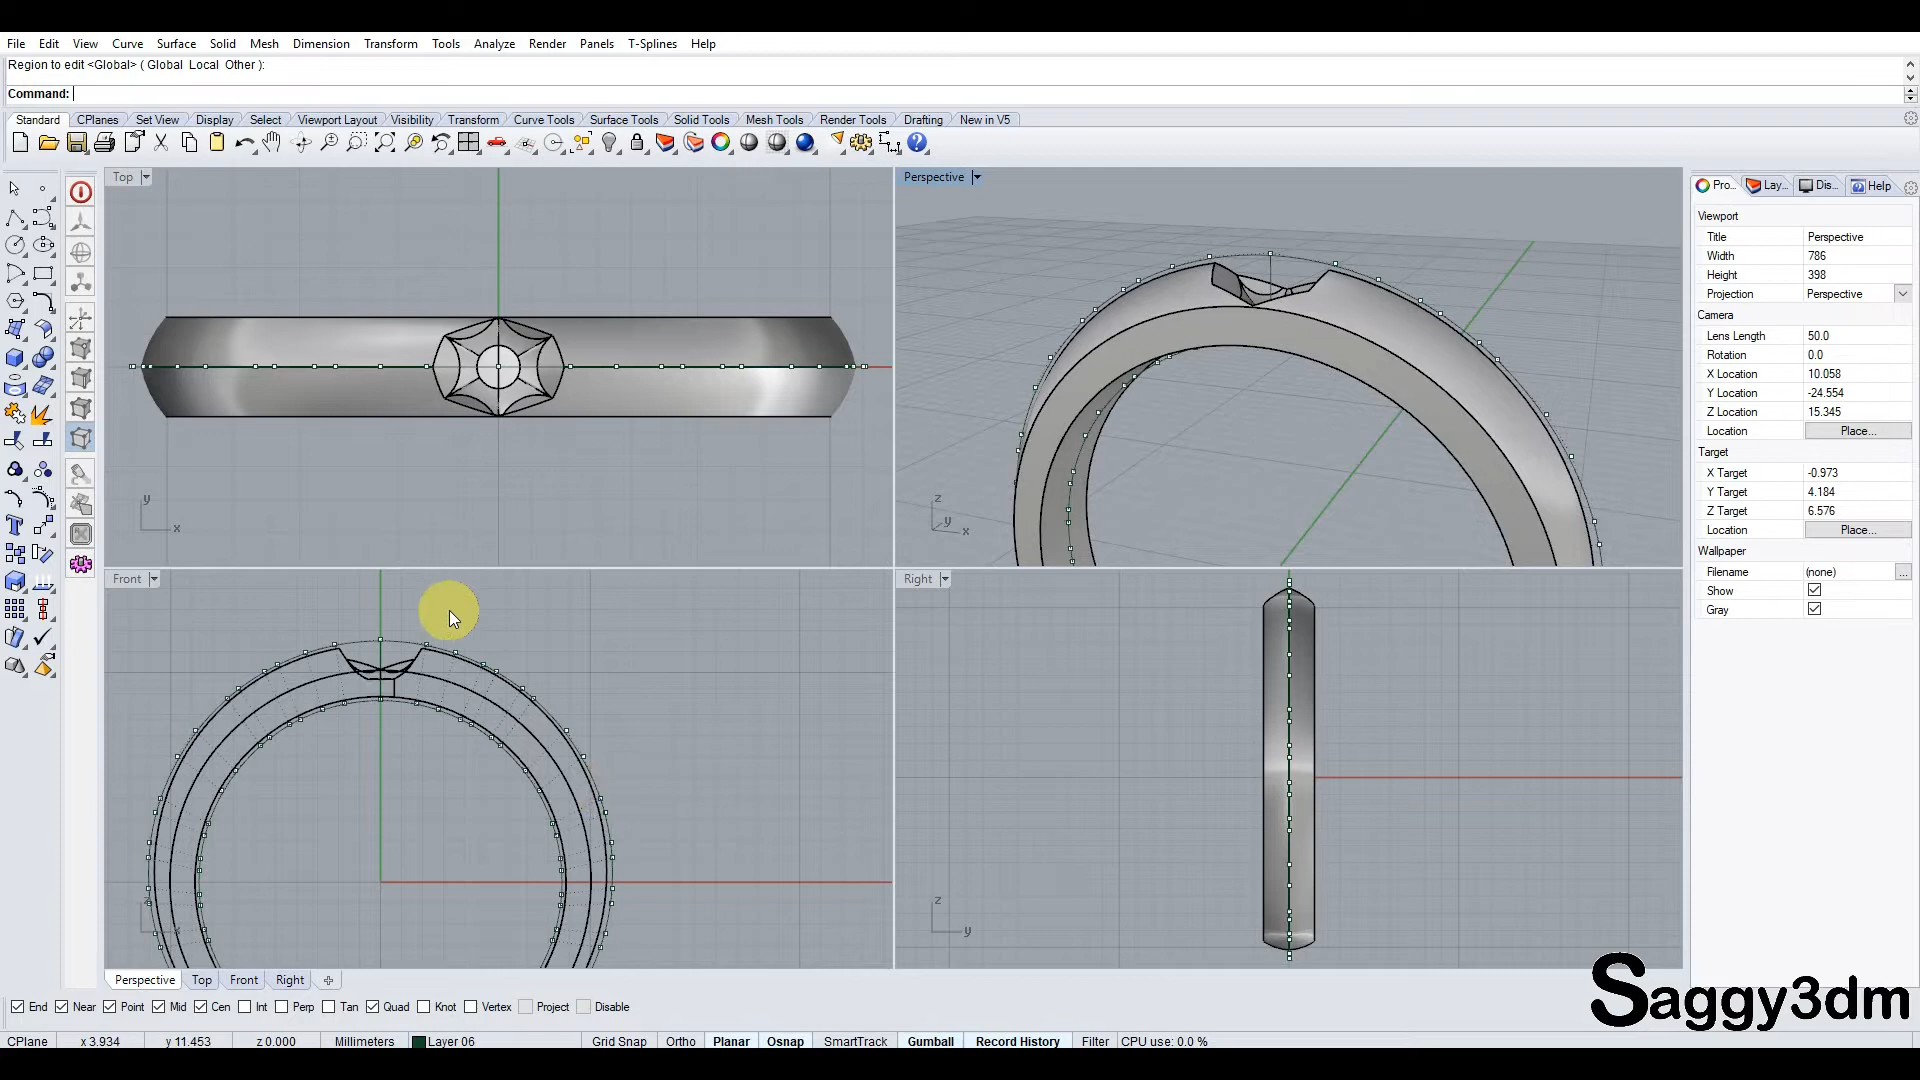 File Edit View Curve Surface Solid Mesh Dimension Transform Tools Analyze Render Panels T-Splines Help
Region to edit <Global> ( Global Local Other ):
Command:
Standard CPlanes Set View Display Select Viewport Layout Visibility Transform Curve Tools Surface Tools Solid Tools Mesh Tools Render Tools Drafting New in V5
Top
Perspective
Pro... Lay... Dis... Help
Viewport
Title Perspective
Width 786
Height 398
Projection Perspective
Camera
Lens Length 50.0
Rotation 0.0
X Location 10.058
Y Location -24.554
Z Location 15.345
Location Place...
Target
X Target -0.973
Y Target 4.184
Z Target 6.576
Location Place...
Wallpaper
Filename (none) ...
Show
Gray
y
x
z
y
x
Front
Right
z
x
z
y
Perspective Top Front Right
End Near Point Mid Cen Int Perp Tan Quad Knot Vertex Project Disable
Saggy3dm
CPlane x 3.934 y 11.453 z 0.000 Millimeters Layer 06 Grid Snap Ortho Planar Osnap SmartTrack Gumball Record History Filter CPU use: 0.0 %